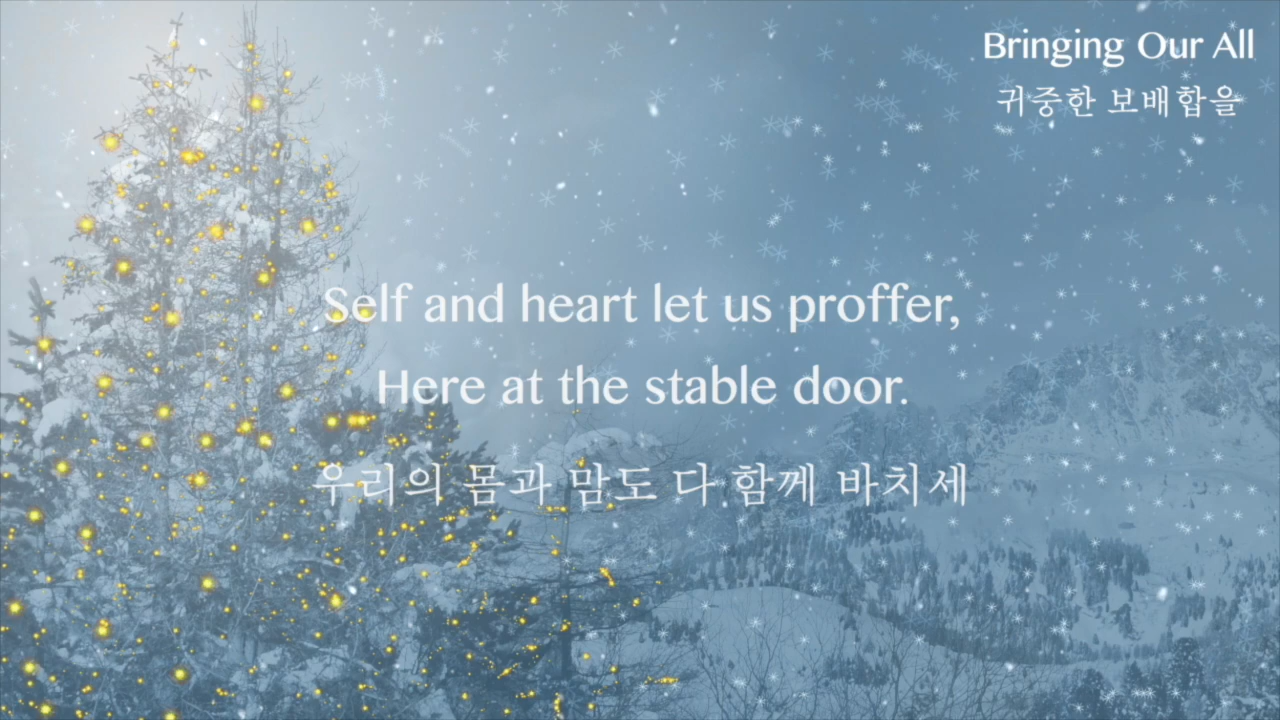 Bringing Our All
귀중한 보배합을
Self and heart let us proffer,
Here at the stable door.
우리의 몸과 맘도 다 함께 바치세